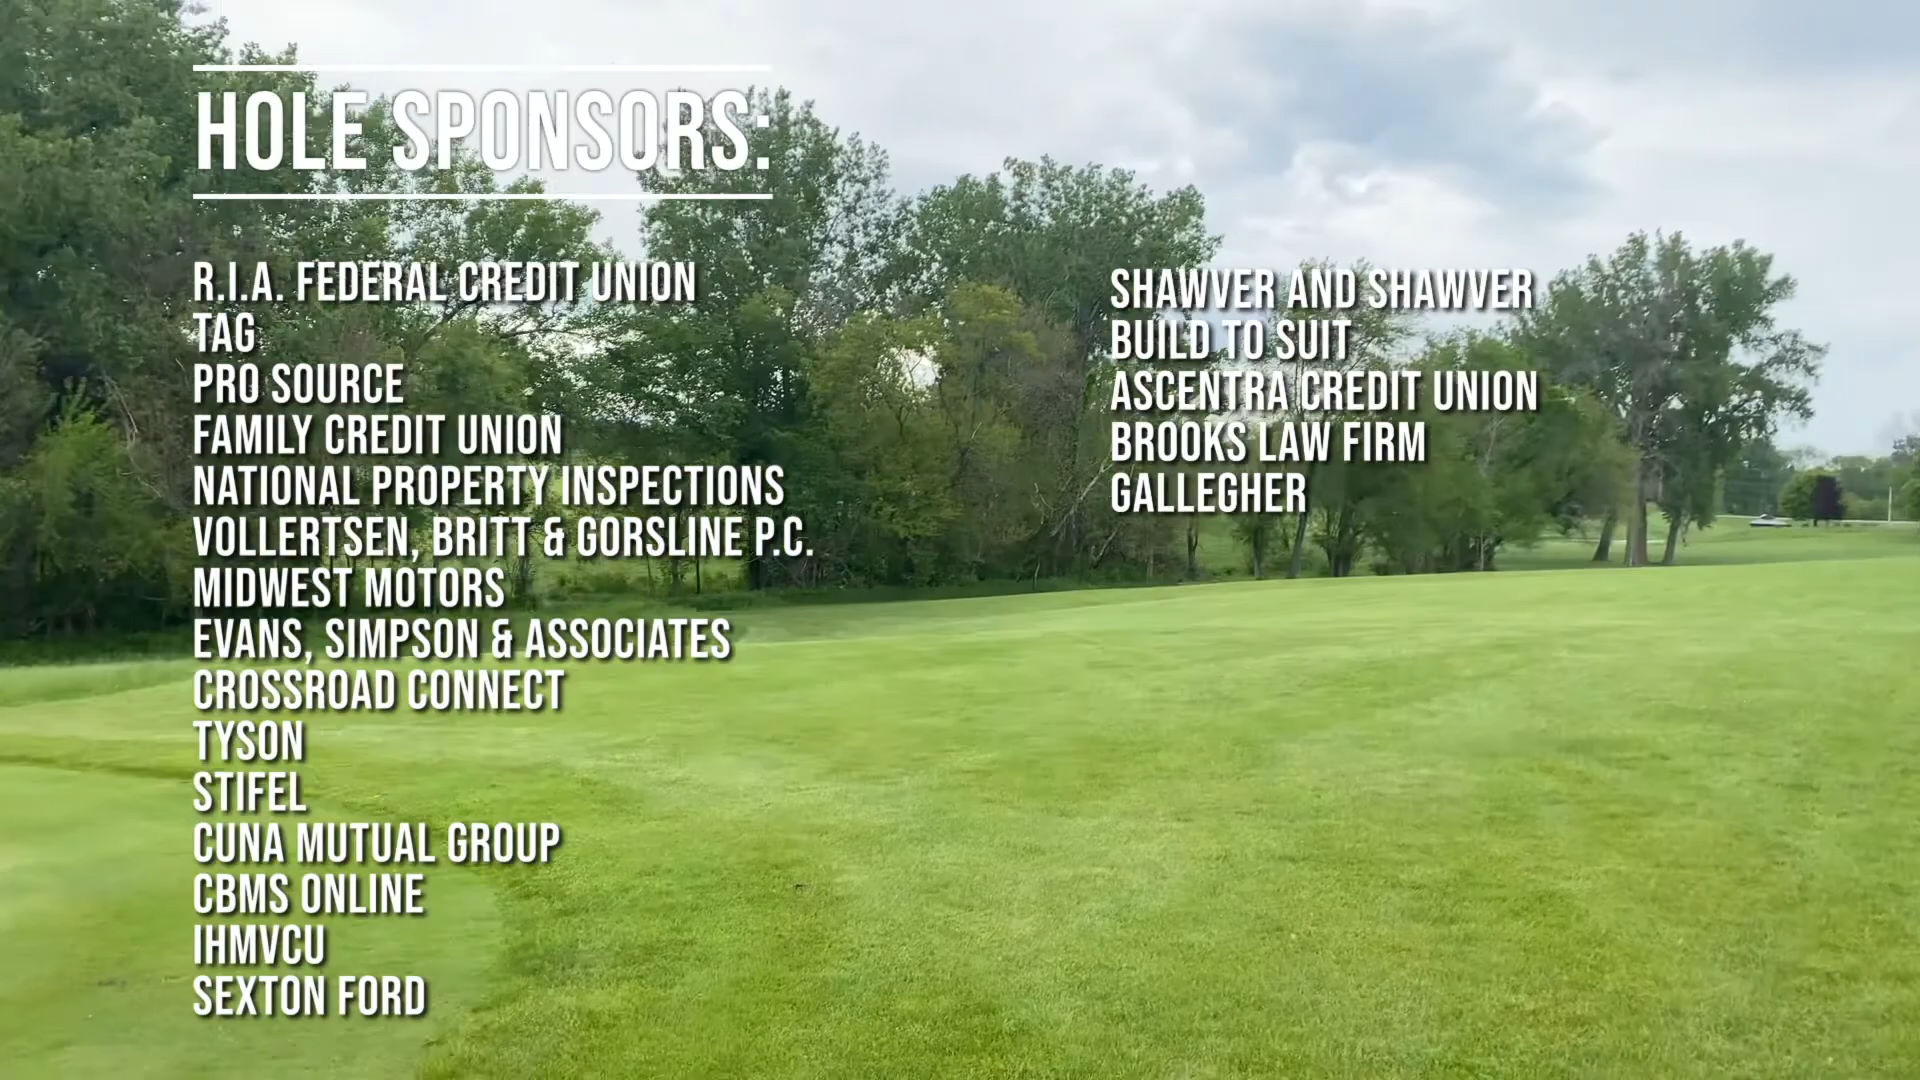 HOLE SPONSORS:
R.I.A. FEDERAL CREDIT UNION
TAG
PRO SOURCE
FAMILY CREDIT UNION
NATIONAL PROPERTY INSPECTIONS
VOLLERTSEN, BRITT & GORSLINE P.C.
MIDWEST MOTORS
EVANS, SIMPSON & ASSOCIATES
CROSSROAD CONNECT
TYSON
STIFEL
CUNA MUTUAL GROUP
CBMS ONLINE
IHMVCU
SEXTON FORD
SHAWVER AND SHAWVER
BUILD TO SUIT
ASCENTRA CREDIT UNION
BROOKS LAW FIRM
GALLEGHER